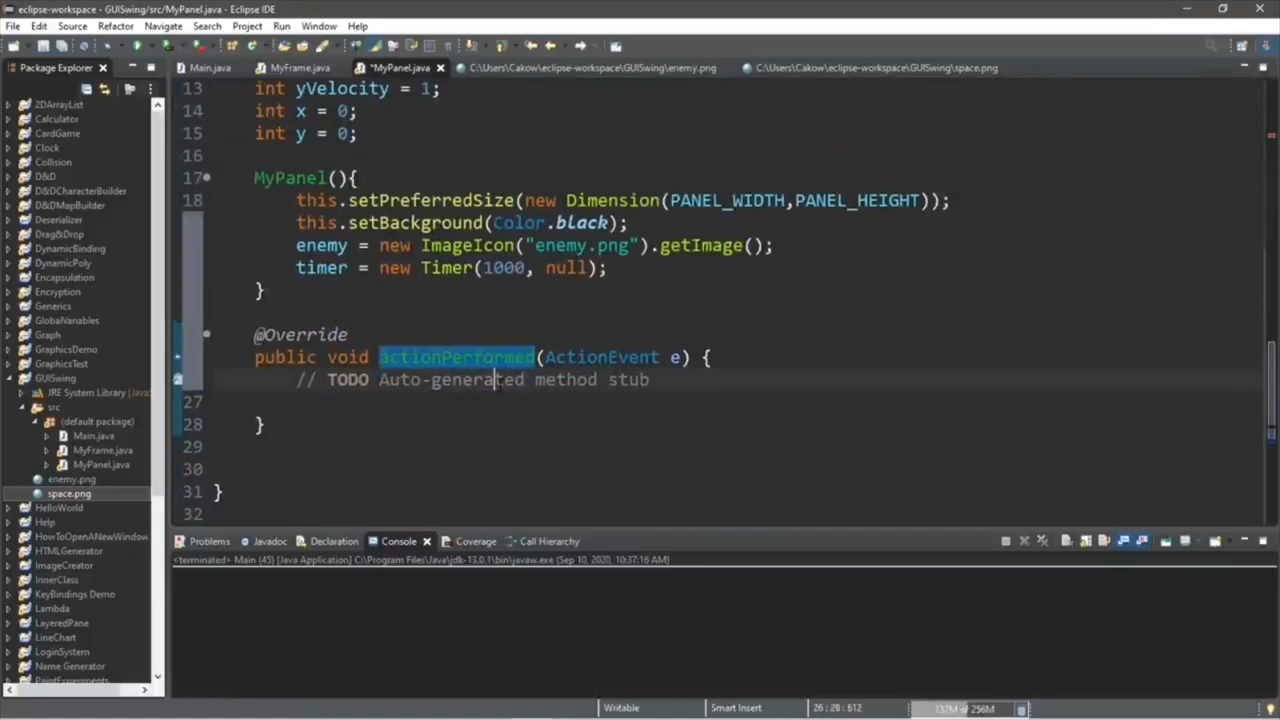 eclipse-workspace - GUISwing/src/MyPanel.java - Eclipse IDE
File Edit Source Refactor Navigate Search Project Run Window Help
Package Explorer
Main.java MyFrame.java *MyPanel.java C:\Users\Cakow\eclipse-workspace\GUISwing\enemy.png C:\Users\Cakow\eclipse-workspace\GUISwing\space.png
2DArrayList
Calculator
CardGame
Clock
Collision
D&D
D&DCharacterBuilder
D&DMapBuilder
Deserializer
Drag&Drop
DynamicBinding
DynamicPoly
Encapsulation
Encryption
Generics
GlobalVariables
Graph
GraphicsDemo
GraphicsTest
GUISwing
JRE System Library [Java
src
(default package)
Main.java
MyFrame.java
MyPanel.java
enemy.png
space.png
HelloWorld
Help
HowToOpenANewWindow
HTMLGenerator
ImageCreator
InnerClass
KeyBindings Demo
Lambda
LayeredPane
LineChart
LoginSystem
Name Generator
13 int yVelocity = 1;
14 int x = 0;
15 int y = 0;
16
17 MyPanel(){
18 this.setPreferredSize(new Dimension(PANEL_WIDTH,PANEL_HEIGHT));
this.setBackground(Color.black);
enemy = new ImageIcon("enemy.png").getImage();
timer = new Timer(1000, null);
}
@Override
public void actionPerformed(ActionEvent e) {
// TODO Auto-generated method stub
27
28 }
29
30
31 }
32
Problems Javadoc Declaration Console Coverage Call Hierarchy
<terminated> Main (45) [Java Application] C:\Program Files\Java\jdk-13.0.1\bin\javaw.exe (Sep 10, 2020, 10:37:16 AM)
Writable Smart Insert 26 : 28 : 612 132M of 256M